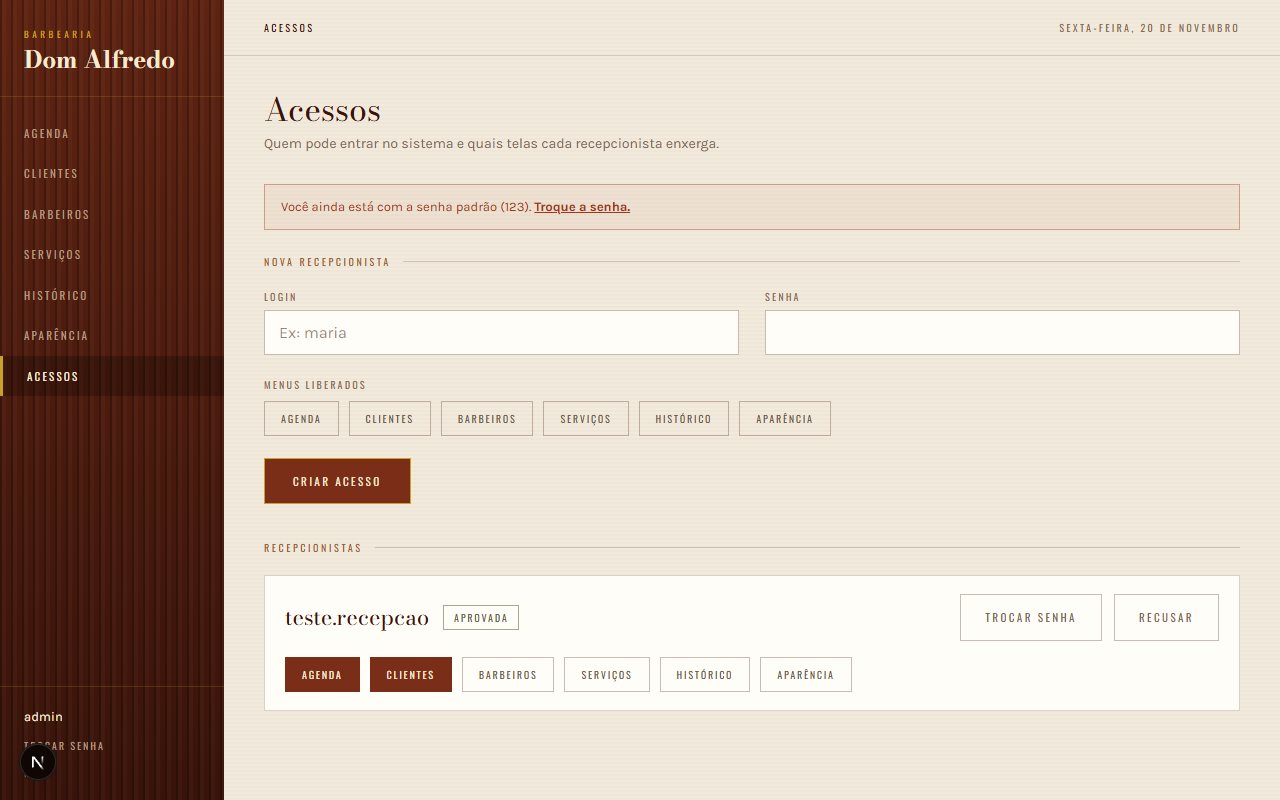 BARBEARIA
Dom Alfredo
AGENDA
CLIENTES
BARBEIROS
SERVIÇOS
HISTÓRICO
APARÊNCIA
ACESSOS
admin
TROCAR SENHA
N
ACESSOS
SEXTA-FEIRA, 20 DE NOVEMBRO
Acessos
Quem pode entrar no sistema e quais telas cada recepcionista enxerga.
Você ainda está com a senha padrão (123). Troque a senha.
NOVA RECEPCIONISTA
LOGIN
SENHA
Ex: maria
MENUS LIBERADOS
AGENDA CLIENTES BARBEIROS SERVIÇOS HISTÓRICO APARÊNCIA
CRIAR ACESSO
RECEPCIONISTAS
teste.recepcao APROVADA TROCAR SENHA RECUSAR
AGENDA CLIENTES BARBEIROS SERVIÇOS HISTÓRICO APARÊNCIA